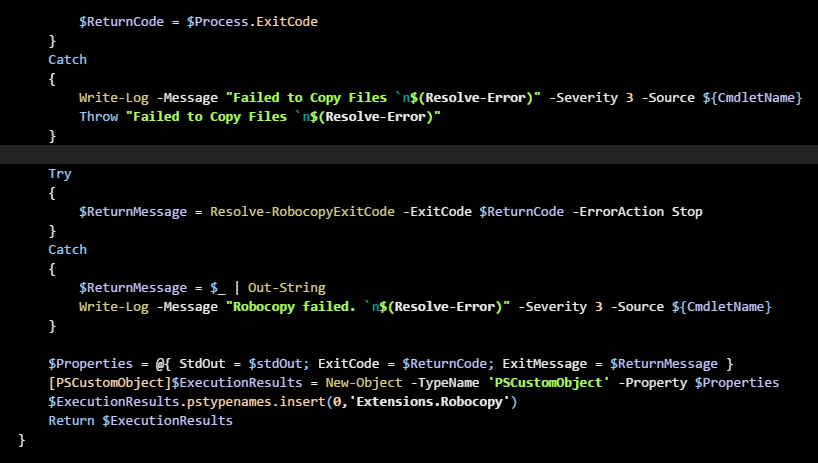 $ReturnCode = $Process.ExitCode
}
Catch
{
Write-Log -Message "Failed to Copy Files `n$(Resolve-Error)" -Severity 3 -Source ${CmdletName}
Throw "Failed to Copy Files `n$(Resolve-Error)"
}
Try
{
$ReturnMessage = Resolve-RobocopyExitCode -ExitCode $ReturnCode -ErrorAction Stop
}
Catch
{
$ReturnMessage = $_ | Out-String
Write-Log -Message "Robocopy failed. `n$(Resolve-Error)" -Severity 3 -Source ${CmdletName}
}
$Properties = @{ StdOut = $stdOut; ExitCode = $ReturnCode; ExitMessage = $ReturnMessage }
[PSCustomObject]$ExecutionResults = New-Object -TypeName 'PSCustomObject' -Property $Properties
$ExecutionResults.pstypenames.insert(0,'Extensions.Robocopy')
Return $ExecutionResults
}